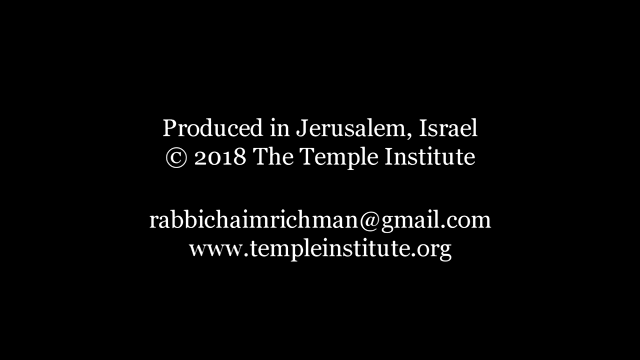 Produced in Jerusalem, Israel
© 2018 The Temple Institute
rabbichaimrichman@gmail.com
www.templeinstitute.org